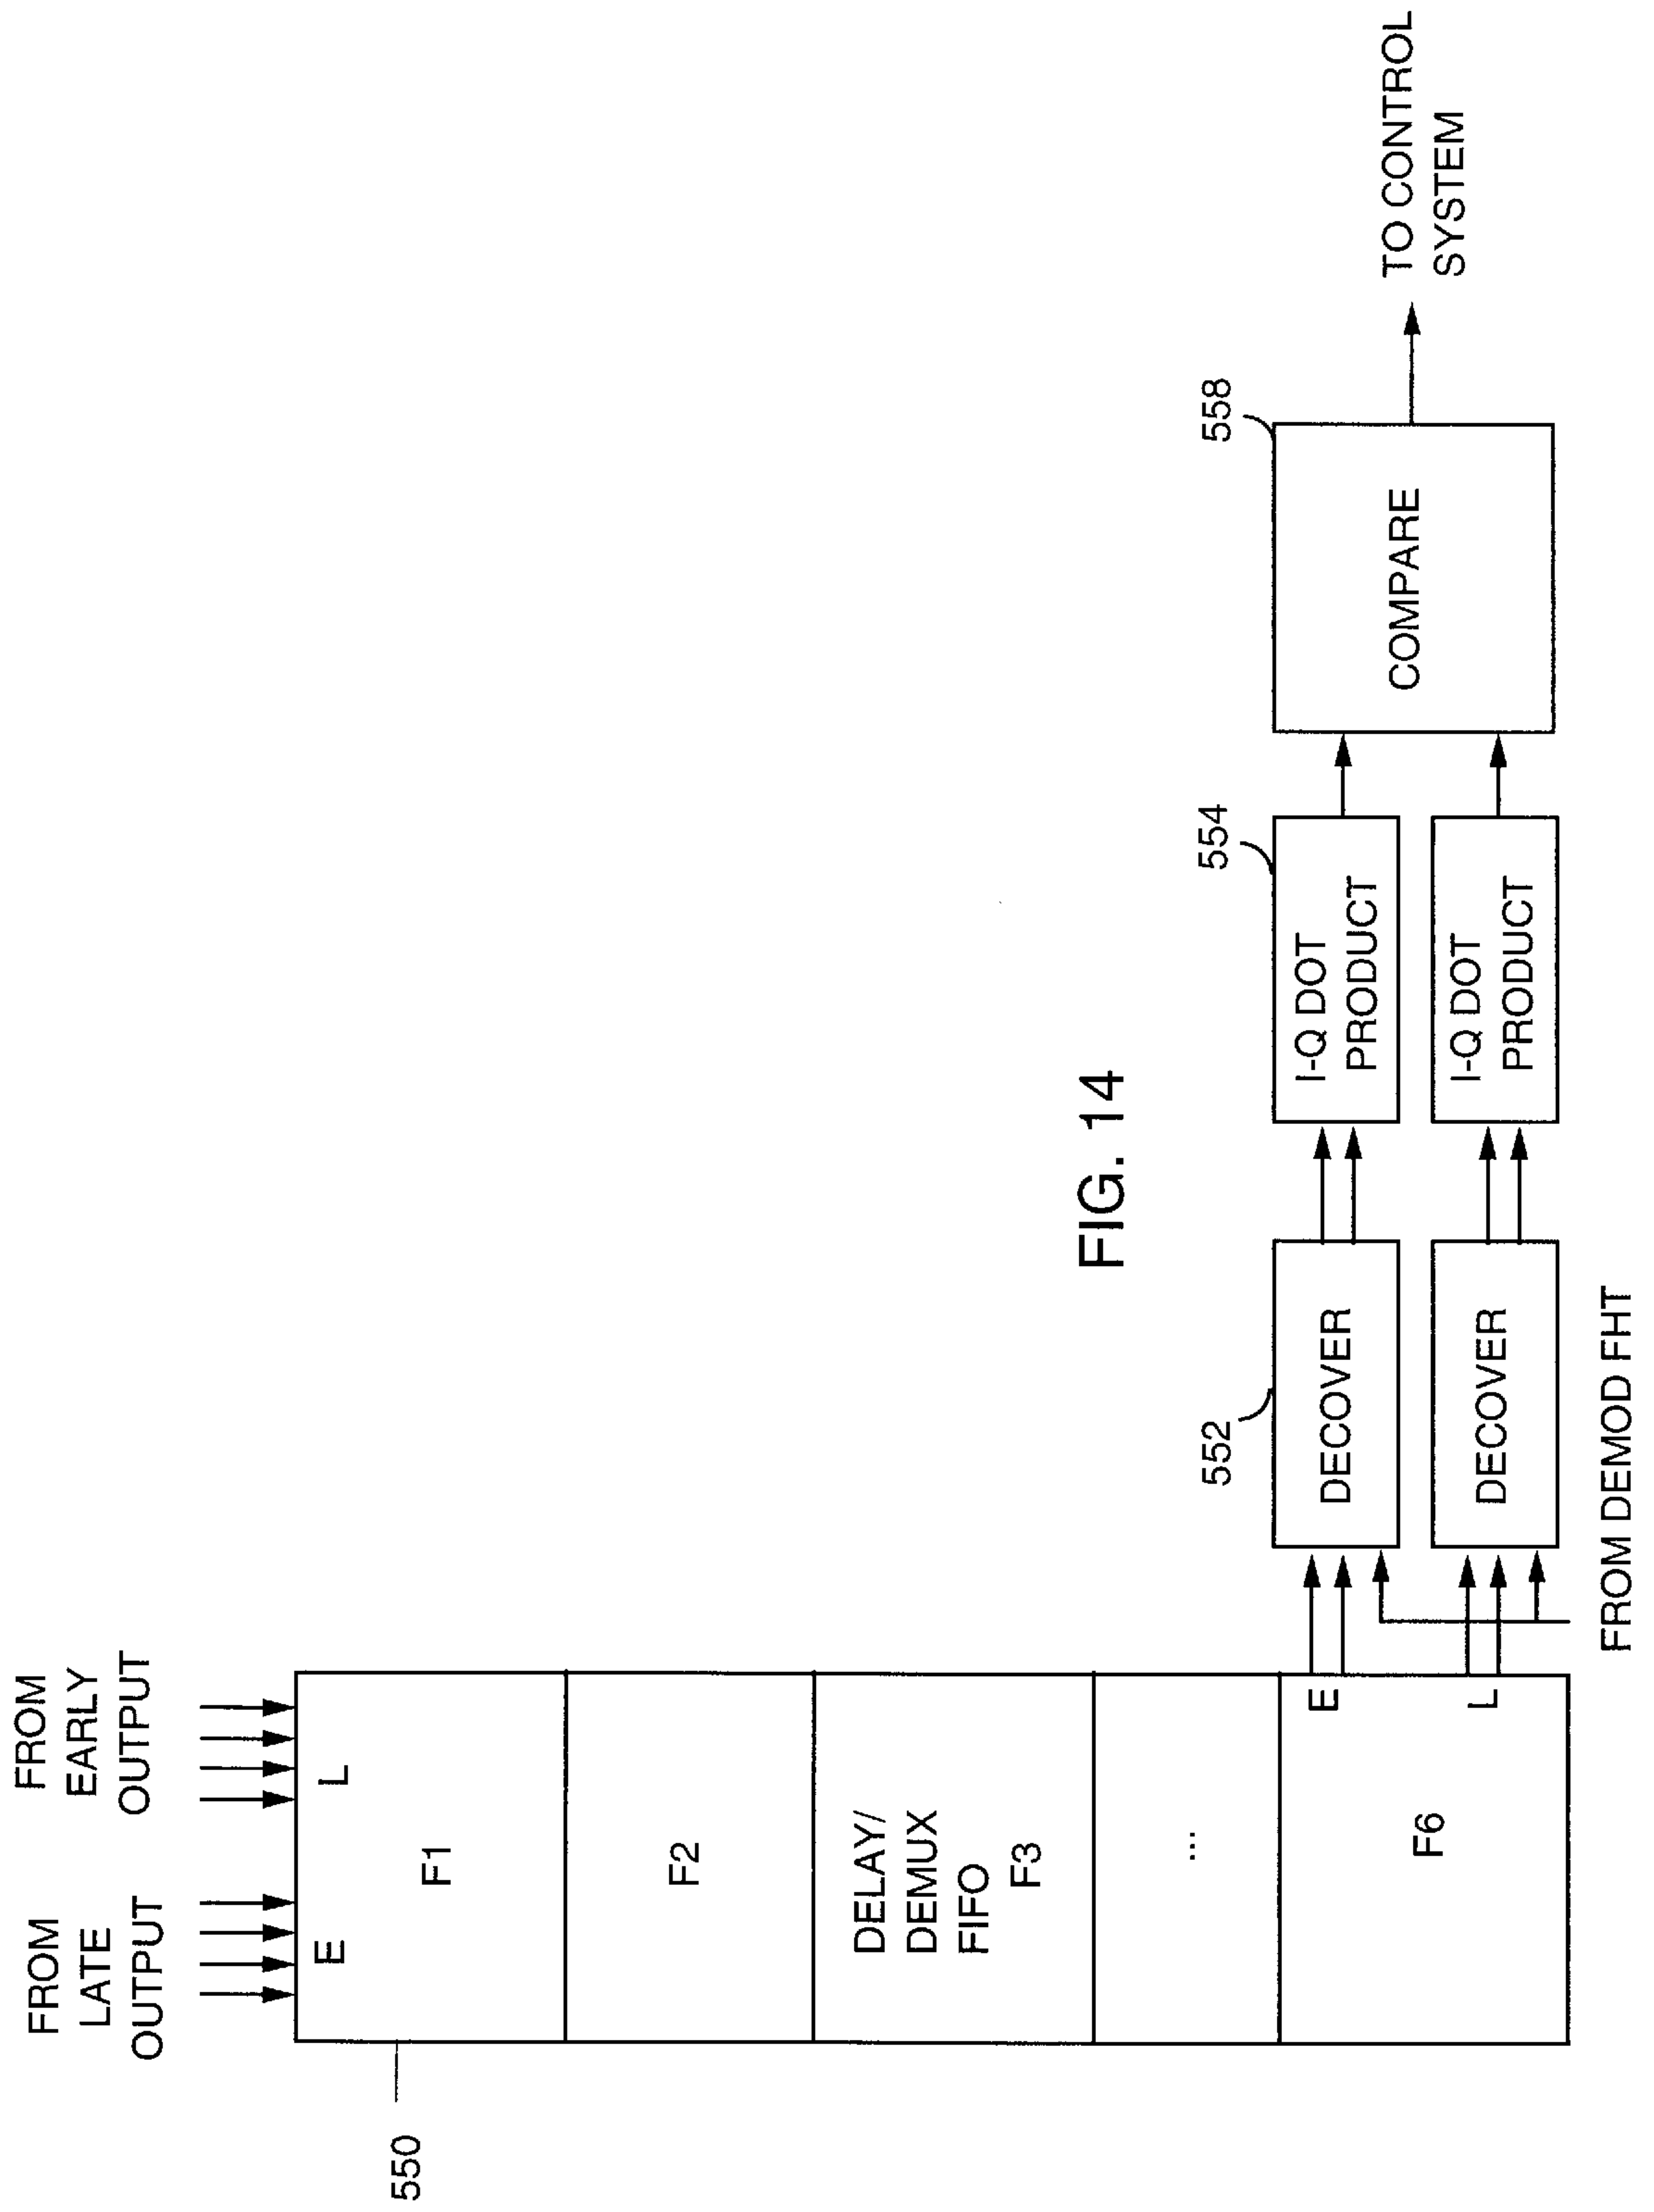 FROM
LATE
OUTPUT
FROM
EARLY
OUTPUT
550
E
L
F1
F2
DELAY/
DEMUX
FIFO
F3
...
F6
E
L
FROM DEMOD FHT
552
DECOVER
DECOVER
554
I-Q DOT
PRODUCT
I-Q DOT
PRODUCT
558
COMPARE
TO CONTROL
SYSTEM
FIG. 14